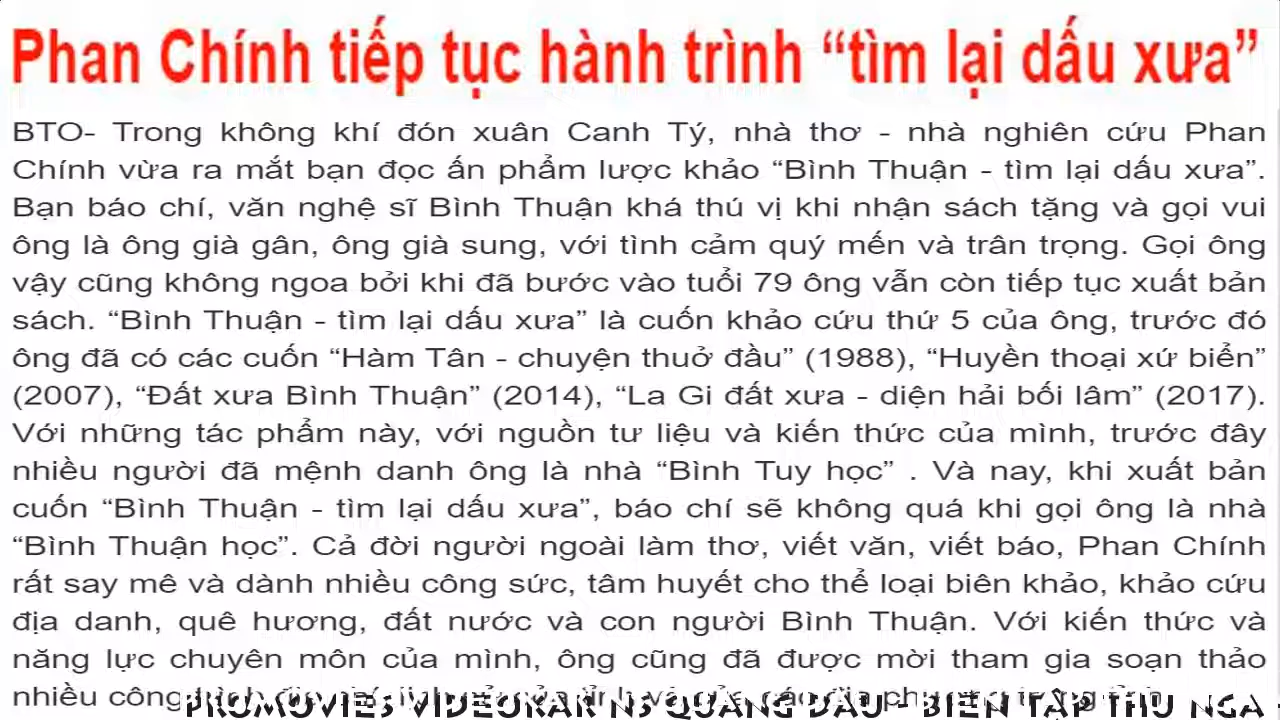 Phan Chính tiếp tục hành trình “tìm lại dấu xưa”
BTO- Trong không khí đón xuân Canh Tý, nhà thơ - nhà nghiên cứu Phan
Chính vừa ra mắt bạn đọc ấn phẩm lược khảo “Bình Thuận - tìm lại dấu xưa”.
Bạn báo chí, văn nghệ sĩ Bình Thuận khá thú vị khi nhận sách tặng và gọi vui
ông là ông già gân, ông già sung, với tình cảm quý mến và trân trọng. Gọi ông
vậy cũng không ngoa bởi khi đã bước vào tuổi 79 ông vẫn còn tiếp tục xuất bản
sách. “Bình Thuận - tìm lại dấu xưa” là cuốn khảo cứu thứ 5 của ông, trước đó
ông đã có các cuốn “Hàm Tân - chuyện thuở đầu” (1988), “Huyền thoại xứ biển”
(2007), “Đất xưa Bình Thuận” (2014), “La Gi đất xưa - diện hải bối lâm” (2017).
Với những tác phẩm này, với nguồn tư liệu và kiến thức của mình, trước đây
nhiều người đã mệnh danh ông là nhà “Bình Tuy học” . Và nay, khi xuất bản
cuốn “Bình Thuận - tìm lại dấu xưa”, báo chí sẽ không quá khi gọi ông là nhà
“Bình Thuận học”. Cả đời người ngoài làm thơ, viết văn, viết báo, Phan Chính
rất say mê và dành nhiều công sức, tâm huyết cho thể loại biên khảo, khảo cứu
địa danh, quê hương, đất nước và con người Bình Thuận. Với kiến thức và
năng lực chuyên môn của mình, ông cũng đã được mời tham gia soạn thảo
nhiều công
PROMOVIES VIDEORAR NS QUANG DẨU - BIÊN TẬP THU NGA